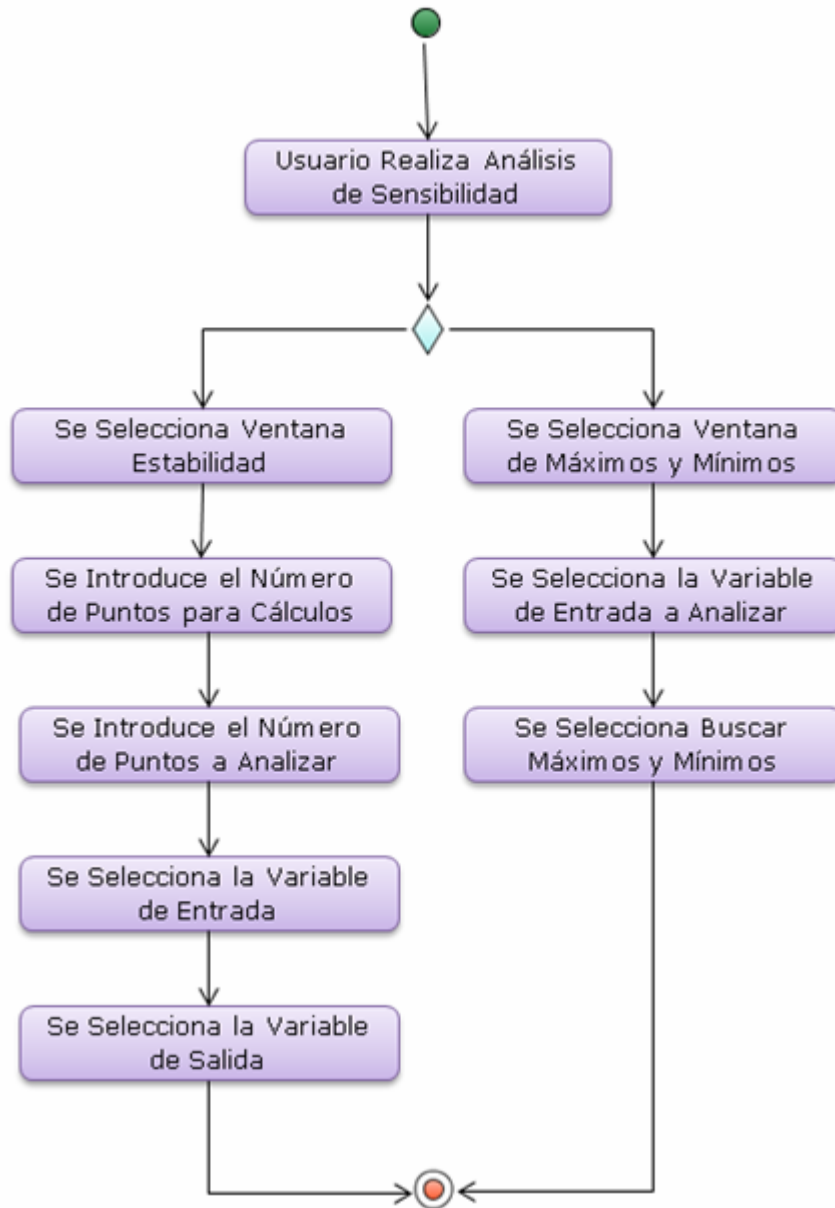 Usuario Realiza Análisis
de Sensibilidad
Se Selecciona Ventana
Estabilidad
Se Introduce el Número
de Puntos para Cálculos
Se Introduce el Número
de Puntos a Analizar
Se Selecciona la Variable
de Entrada
Se Selecciona la Variable
de Salida
Se Selecciona Ventana
de Máximos y Mínimos
Se Selecciona la Variable
de Entrada a Analizar
Se Selecciona Buscar
Máximos y Mínimos